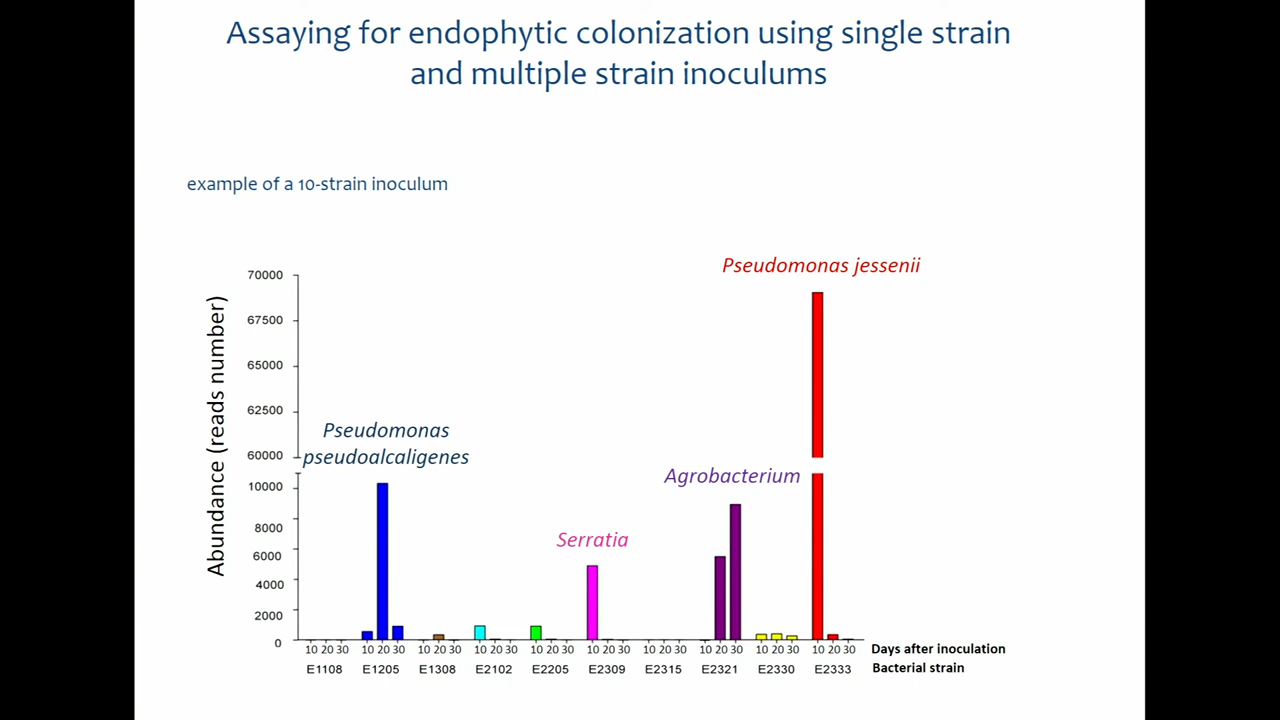 Assaying for endophytic colonization using single strain
and multiple strain inoculums
example of a 10-strain inoculum
Abundance (reads number)
70000
67500
65000
62500
60000
10000
8000
6000
4000
2000
0
Pseudomonas
pseudoalcaligenes
Serratia
Agrobacterium
Pseudomonas jessenii
10 20 30 10 20 30 10 20 30 10 20 30 10 20 30 10 20 30 10 20 30 10 20 30 10 20 30 10 20 30 Days after inoculation
E1108 E1205 E1308 E2102 E2205 E2309 E2315 E2321 E2330 E2333 Bacterial strain